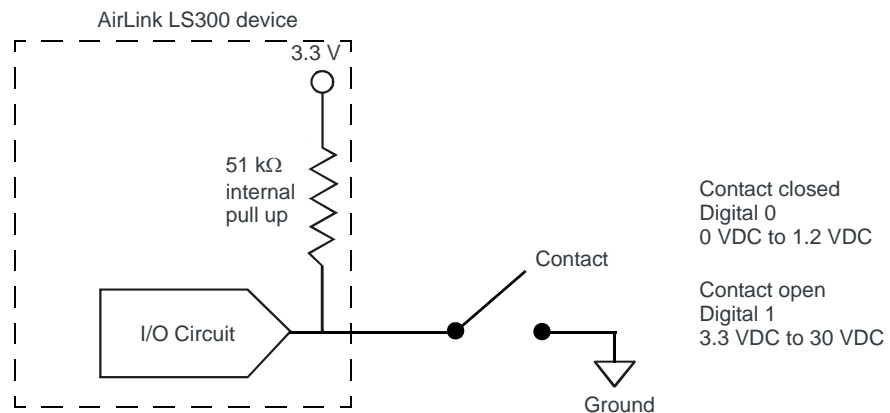 AirLink LS300 device
3.3 V
51 kΩ
internal
pull up
I/O Circuit
Contact
Ground
Contact closed
Digital 0
0 VDC to 1.2 VDC
Contact open
Digital 1
3.3 VDC to 30 VDC